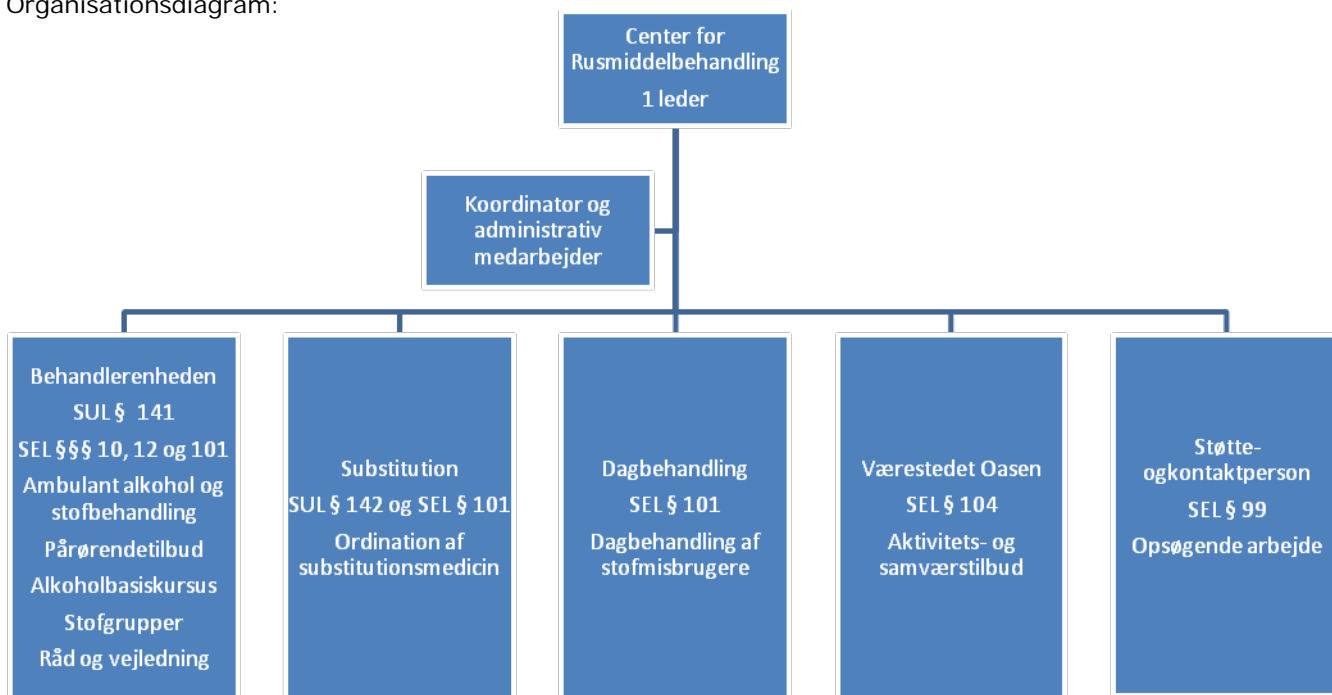 Organisationsdiagram:
Center for
Rusmiddelbehandling
1 leder
Koordinator og
administrativ
medarbejder
Behandlerenheden
SUL § 141
SEL §§§ 10, 12 og 101
Ambulant alkohol og
stofbehandling
Pårørendetilbud
Alkoholbasiskursus
Stofgrupper
Råd og vejledning
Substitution
SUL § 142 og SEL § 101
Ordination af
substitutionsmedicin
Dagbehandling
SEL § 101
Dagbehandling af
stofmisbrugere
Værestedet Oasen
SEL § 104
Aktivitets- og
samværstilbud
Støtte-
ogkontaktperson
SEL § 99
Opsøgende arbejde